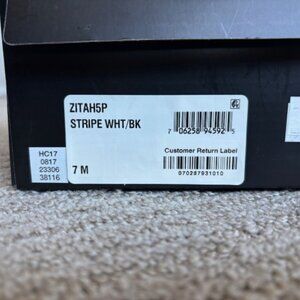 ZITAH5P
STRIPE WHT/BK
7 M
7 06258 94592 5
Customer Return Label
070287931010
HC17
0817
23306
38116